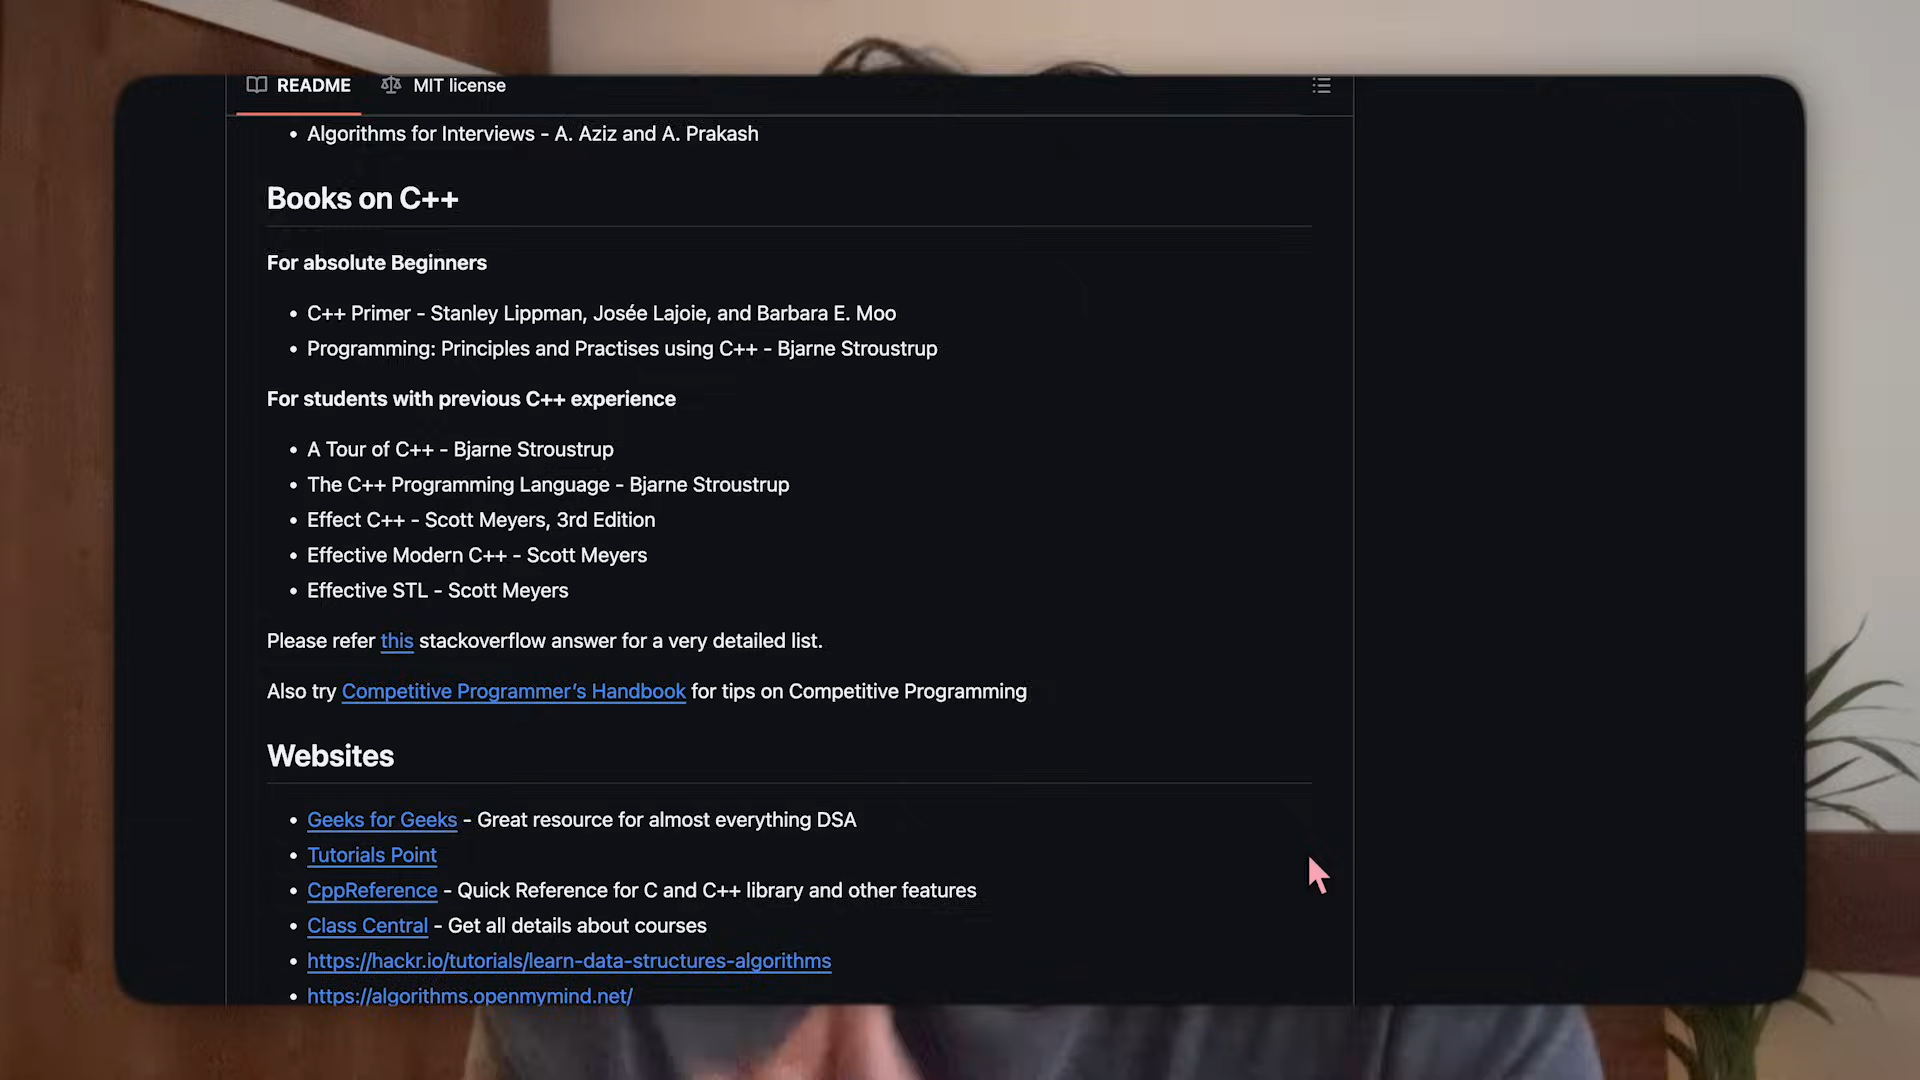 README MIT license
Algorithms for Interviews - A. Aziz and A. Prakash
Books on C++
For absolute Beginners
C++ Primer - Stanley Lippman, Josée Lajoie, and Barbara E. Moo
Programming: Principles and Practises using C++ - Bjarne Stroustrup
For students with previous C++ experience
A Tour of C++ - Bjarne Stroustrup
The C++ Programming Language - Bjarne Stroustrup
Effect C++ - Scott Meyers, 3rd Edition
Effective Modern C++ - Scott Meyers
Effective STL - Scott Meyers
Please refer this stackoverflow answer for a very detailed list.
Also try Competitive Programmer's Handbook for tips on Competitive Programming
Websites
Geeks for Geeks - Great resource for almost everything DSA
Tutorials Point
CppReference - Quick Reference for C and C++ library and other features
Class Central - Get all details about courses
https://hackr.io/tutorials/learn-data-structures-algorithms
https://algorithms.openmymind.net/